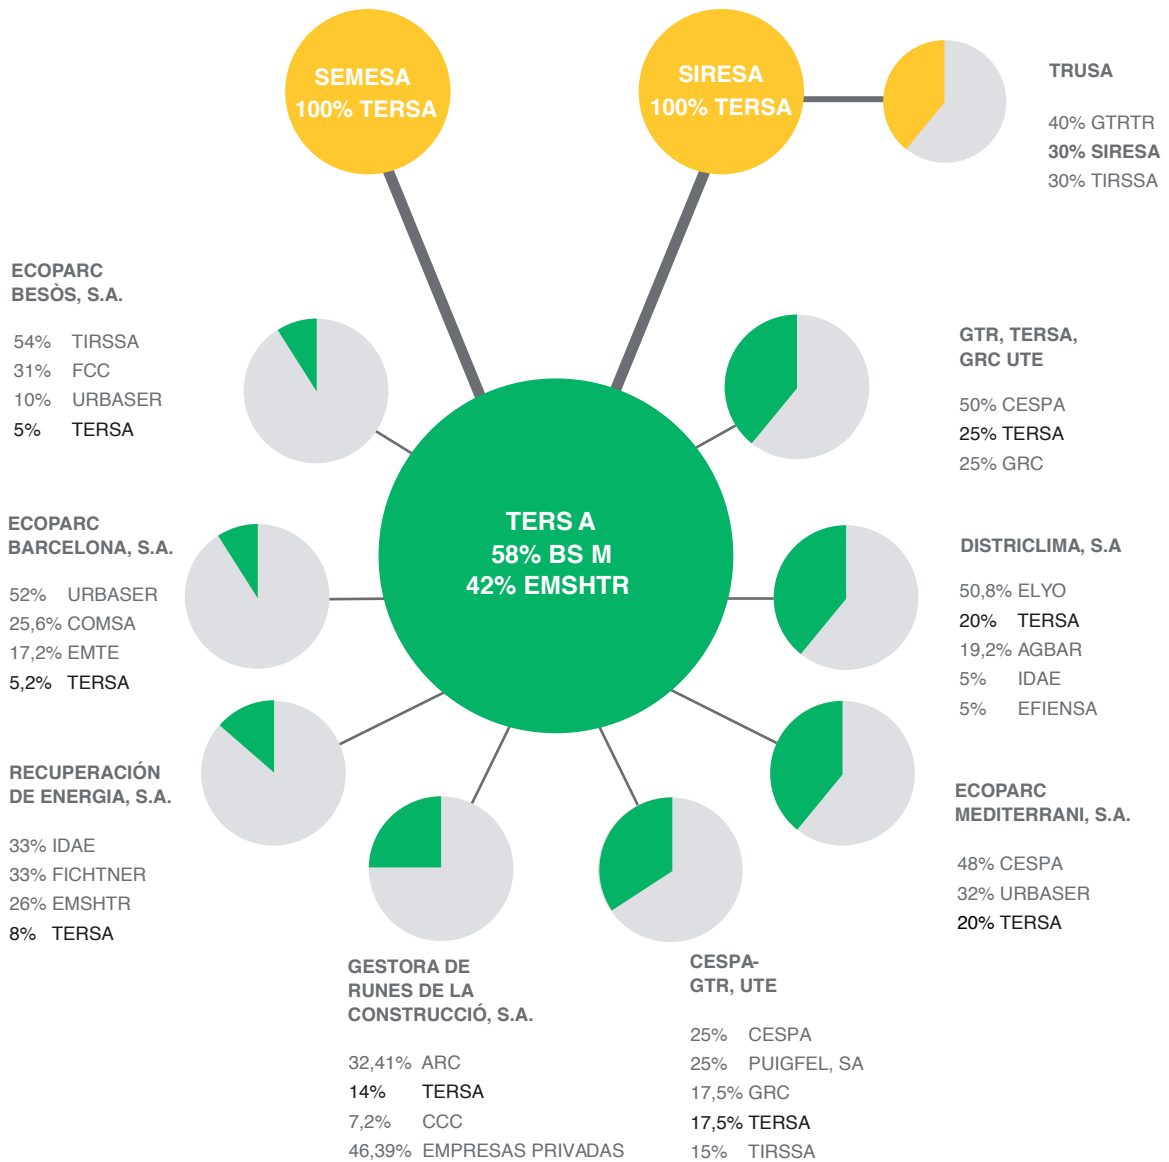 SEMESA
100% TERSA
SIRESA
100% TERSA
TRUSA
40% GTRTR
30% SIRESA
30% TIRSSA
ECOPARC
BESÒS, S.A.
54% TIRSSA
31% FCC
10% URBASER
5% TERSA
GTR, TERSA,
GRC UTE
50% CESPA
25% TERSA
25% GRC
TERS A
58% BS M
42% EMSHTR
ECOPARC
BARCELONA, S.A.
52% URBASER
25,6% COMSA
17,2% EMTE
5,2% TERSA
DISTRICLIMA, S.A
50,8% ELYO
20% TERSA
19,2% AGBAR
5% IDAE
5% EFIENSA
RECUPERACIÓN
DE ENERGIA, S.A.
33% IDAE
33% FICHTNER
26% EMSHTR
8% TERSA
ECOPARC
MEDITERRANI, S.A.
48% CESPA
32% URBASER
20% TERSA
GESTORA DE
RUNES DE LA
CONSTRUCCIÓ, S.A.
32,41% ARC
14% TERSA
7,2% CCC
46,39% EMPRESAS PRIVADAS
CESPA-
GTR, UTE
25% CESPA
25% PUIGFEL, SA
17,5% GRC
17,5% TERSA
15% TIRSSA